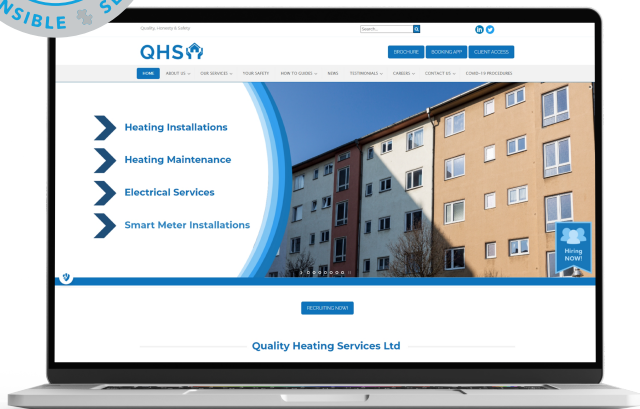 NSIBLE
SE
Quality, Honesty & Safety
Search...
in
QHS
BROCHURE BOOKING APP CLIENT ACCESS
HOME ABOUT US OUR SERVICES YOUR SAFETY HOW TO GUIDES NEWS TESTIMONIALS CAREERS CONTACT US COVID-19 PROCEDURES
Heating Installations
Heating Maintenance
Electrical Services
Smart Meter Installations
Hiring
NOW!
RECRUITING NOW!
Quality Heating Services Ltd